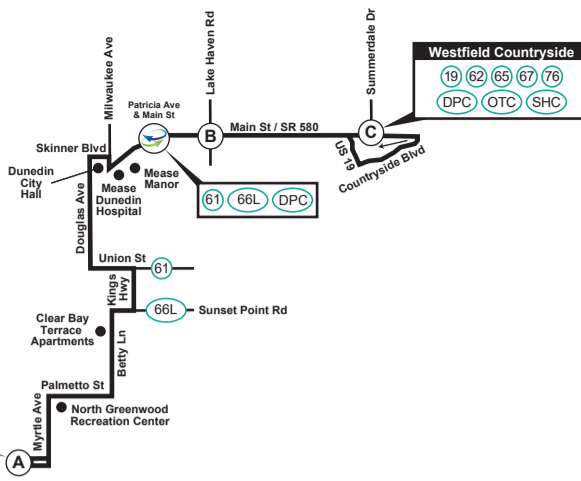 Westfield Countryside
19 62 65 67 76
DPC OTC SHC
Milwaukee Ave
Lake Haven Rd
Summerdale Dr
Patricia Ave
& Main St
B
Main St / SR 580
C
US 19
Countryside Blvd
Skinner Blvd
Dunedin
City
Hall
Mease
Manor
Mease
Dunedin
Hospital
61 66L DPC
Douglas Ave
Union St
61
Kings
Hwy
66L
Sunset Point Rd
Clear Bay
Terrace
Apartments
Betty Ln
Palmetto St
North Greenwood
Recreation Center
Myrtle Ave
A